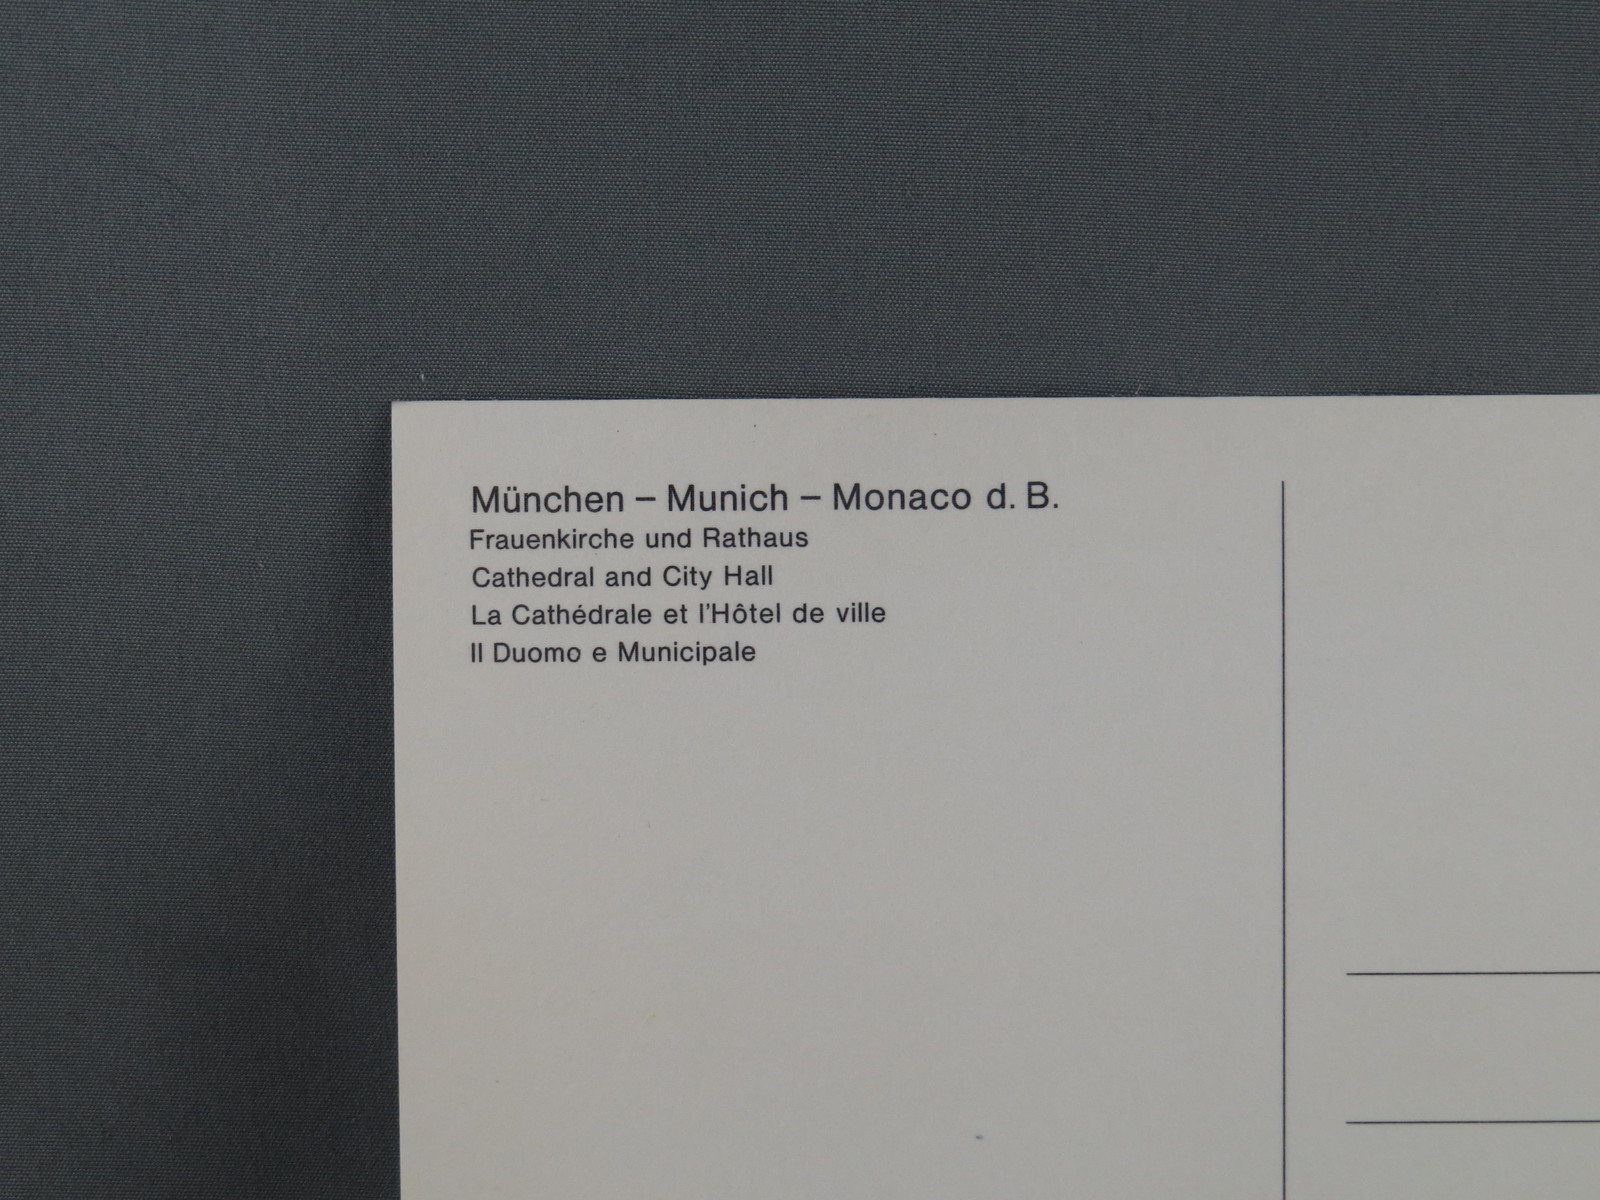 München – Munich – Monaco d. B.
Frauenkirche und Rathaus
Cathedral and City Hall
La Cathédrale et l'Hôtel de ville
Il Duomo e Municipale